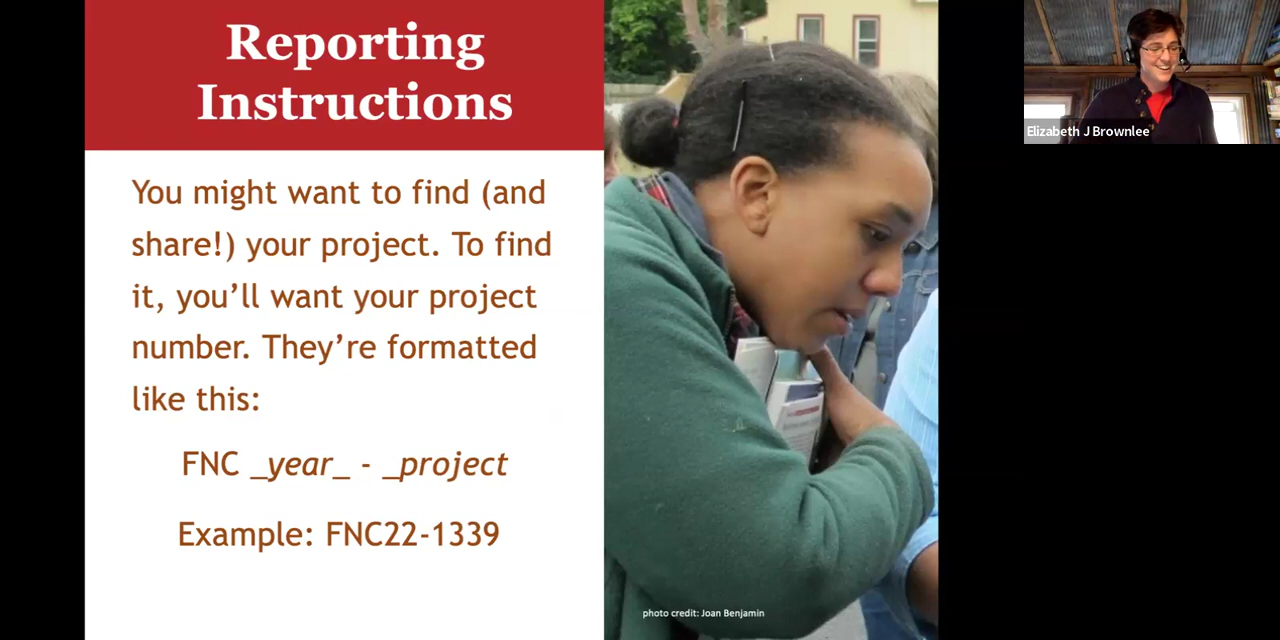 Reporting
Instructions
You might want to find (and
share!) your project. To find
it, you’ll want your project
number. They’re formatted
like this:
FNC _year_ - _project
Example: FNC22-1339
photo credit: Joan Benjamin
Elizabeth J Brownlee